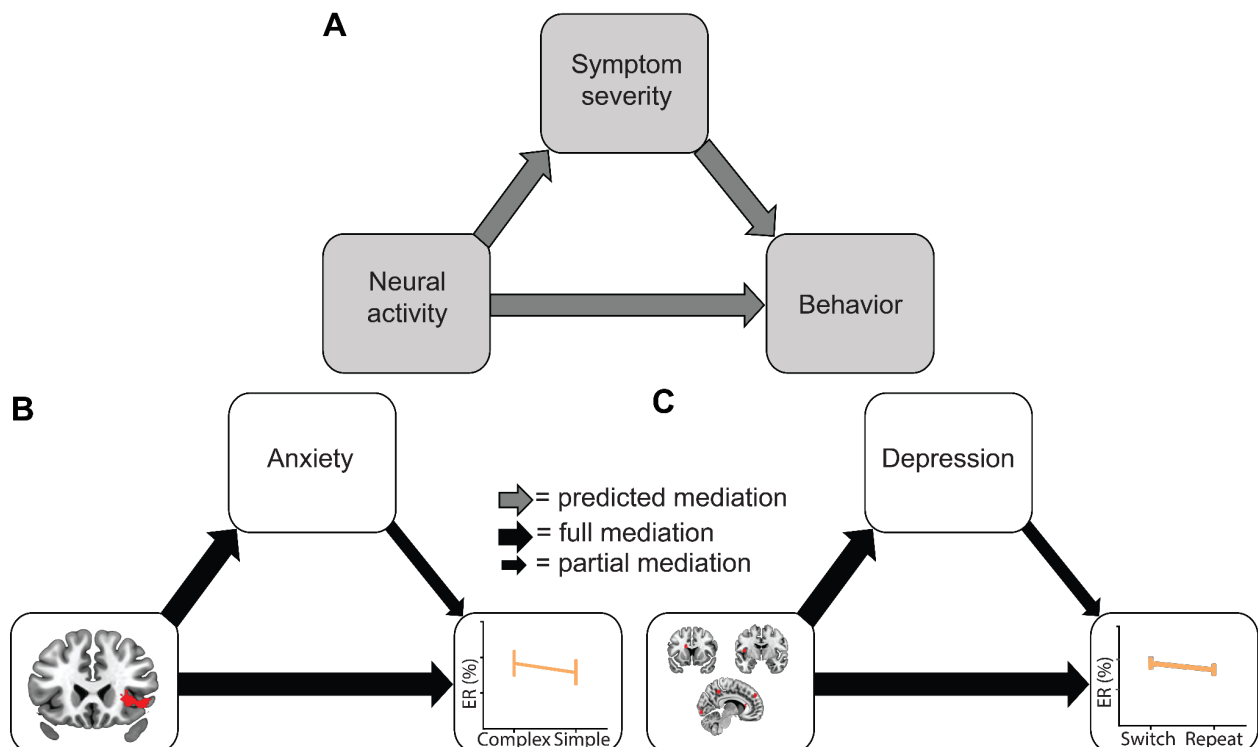 A
Symptom
severity
Neural
activity
Behavior
B
Anxiety
C
Depression
= predicted mediation
= full mediation
= partial mediation
ER (%)
Complex Simple
ER (%)
Switch Repeat